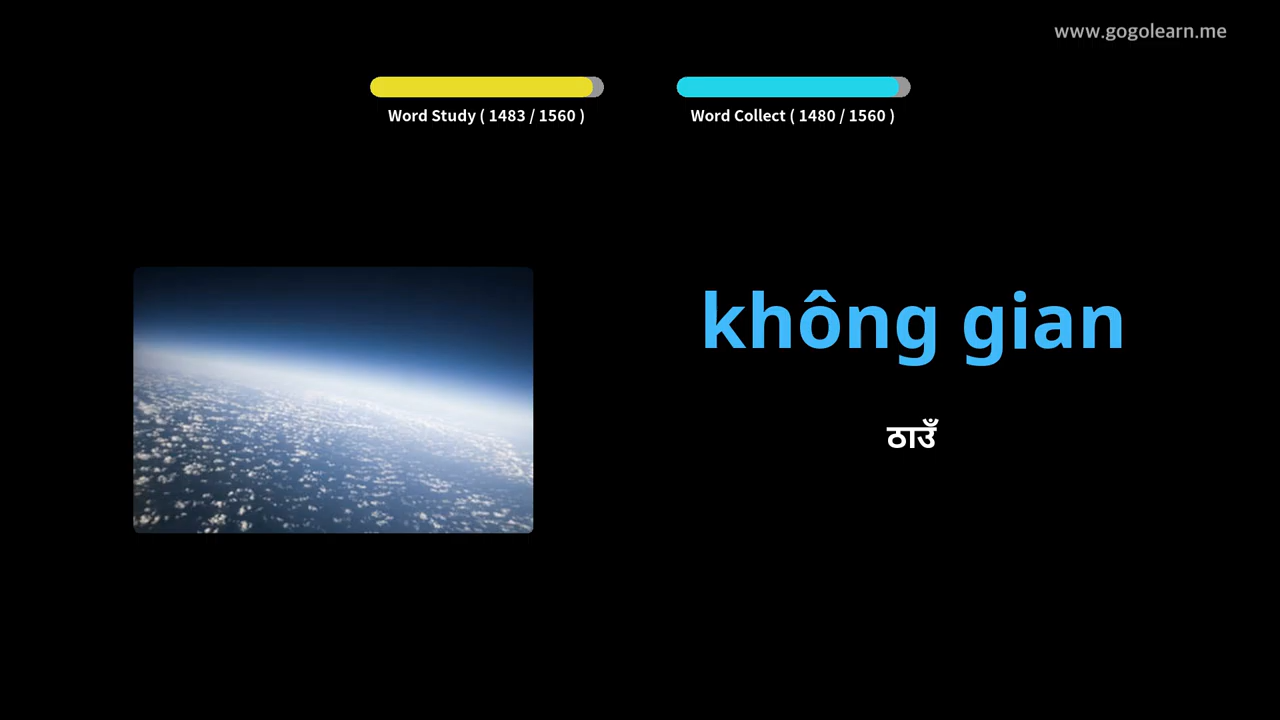 www.gogolearn.me
Word Study ( 1483 / 1560 )
Word Collect ( 1480 / 1560 )
không gian
ठाउँ